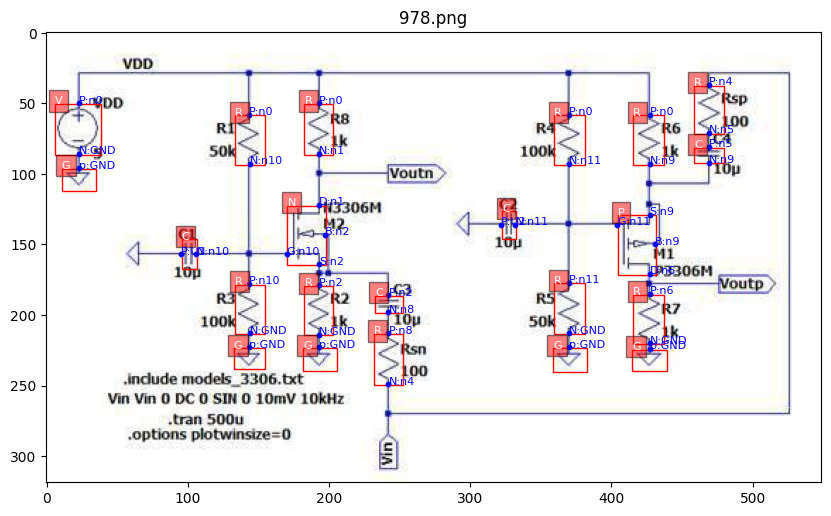 978.png
0
50
100
150
200
250
300
0
100
200
300
400
500
VDD
V
P:n0
VDD
N:GND
5
G
p:GND
R
P:n0
R1
50k
N:n10
R
P:n0
R8
1k
N:n1
Voutn
N
D:n1
N3306M
M2
B:n2
G:n10
S:n2
C
C1
N:n10
10µ
R
P:n10
R3
100k
N:GND
G
p:GND
R
P:n2
R2
1k
N:GND
G
p:GND
C
P:n2
C3
N:n8
10µ
R
P:n8
Rsn
100
N:n4
Vin
R
P:n0
R4
100k
N:n11
R
P:n0
R6
1k
N:n9
R
P:n4
Rsp
100
N:n5
C
P:n5
C4
N:n9
10µ
C
C2
N:n11
10µ
P
S:n9
G:n11
B:n9
M1
P3306M
Voutp
R
P:n11
R5
50k
N:GND
G
p:GND
R
P:n6
R7
1k
N:GND
G
p:GND
.include models_3306.txt
Vin Vin 0 DC 0 SIN 0 10mV 10kHz
.tran 500u
.options plotwinsize=0